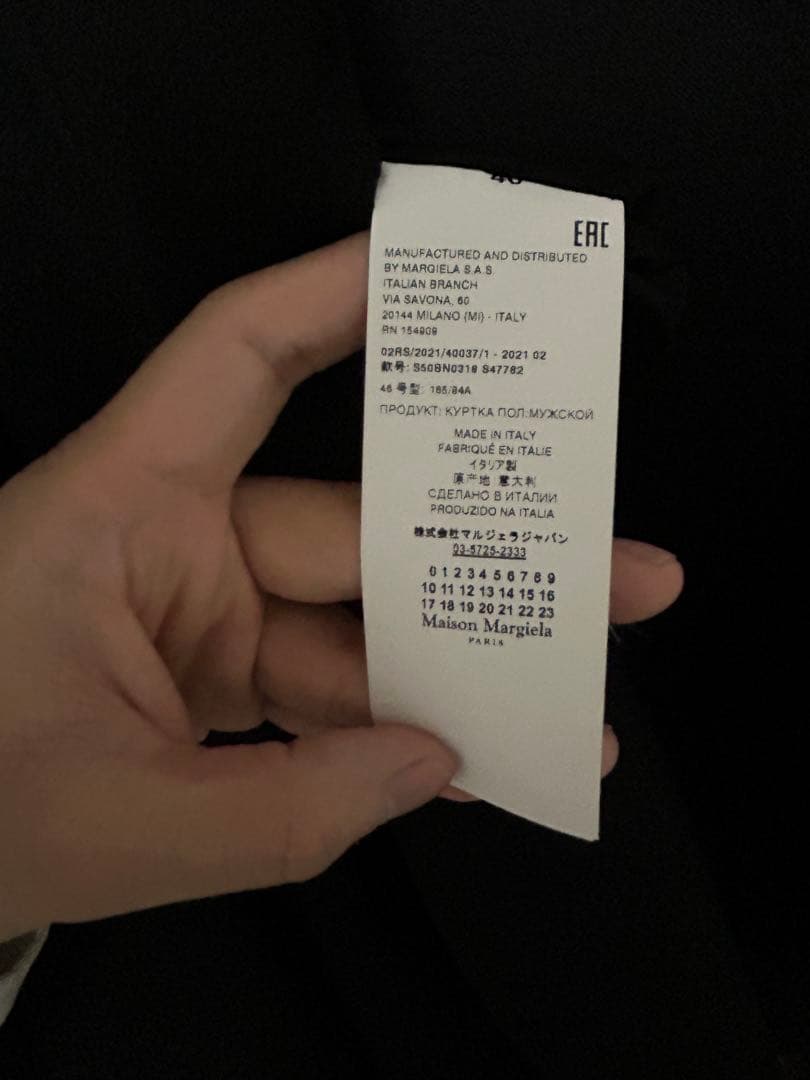 EAC
MANUFACTURED AND DISTRIBUTED
BY MARGIELA S.A.S
ITALIAN BRANCH
VIA SAVONA, 60
20144 MILANO (MI) - ITALY
RN 154909
02RS/2021/40037/1 - 2021 02
款号: S50BN0318 S47782
46 号型: 165/84A
ПРОДУКТ: КУРТКА ПОЛ:МУЖСКОЙ
MADE IN ITALY
FABRIQUÉ EN ITALIE
イタリア製
原产地 意大利
СДЕЛАНО В ИТАЛИИ
PRODUZIDO NA ITALIA
株式会社マルジェラジャパン
03-5725-2333
0 1 2 3 4 5 6 7 8 9
10 11 12 13 14 15 16
17 18 19 20 21 22 23
Maison Margiela
PARIS